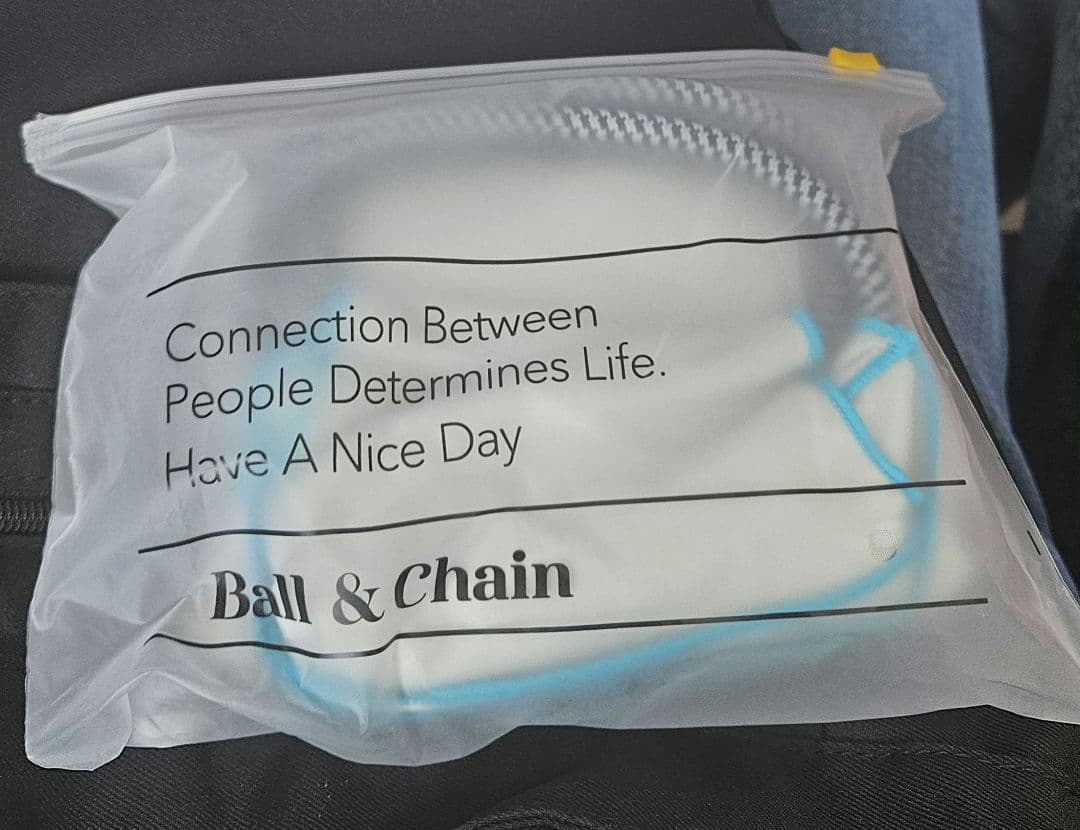 Connection Between
People Determines Life.
Have A Nice Day
Ball & Chain